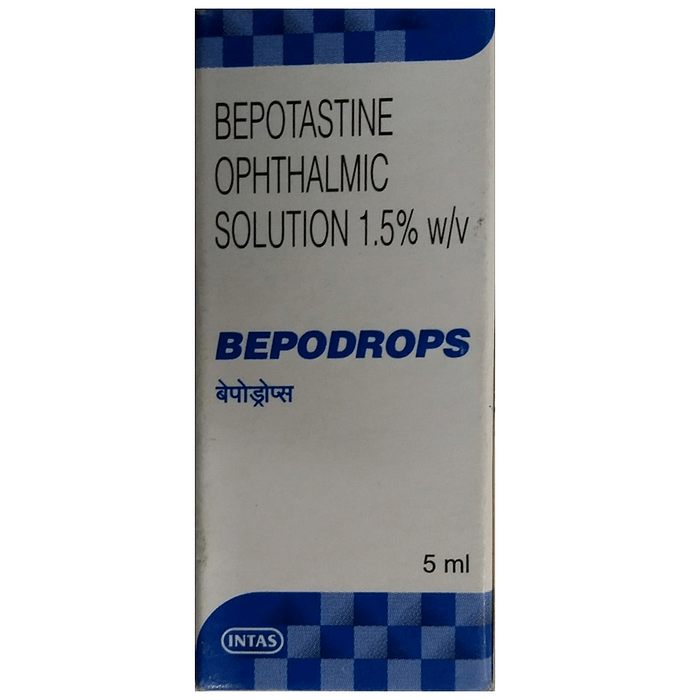 BEPOTASTINE
OPHTHALMIC
SOLUTION 1.5% w/v
BEPODROPS
बेपोड्रोप्स
5 ml
INTAS